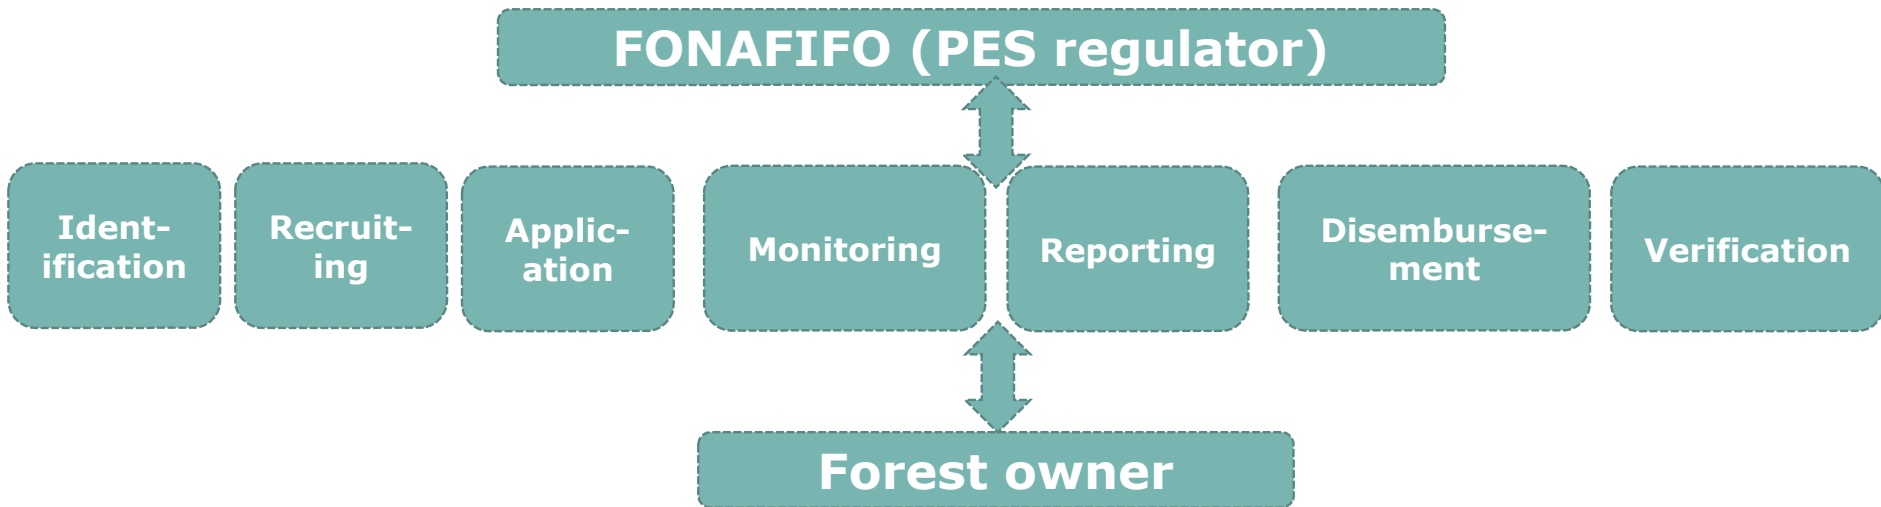 FONAFIFO (PES regulator)
Ident-
ification
Recruit-
ing
Applic-
ation
Monitoring
Reporting
Disemburse-
ment
Verification
Forest owner